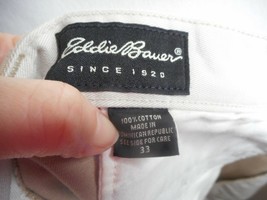 Eddie Bauer®
SINCE 1920
100% COTTON
MADE IN
DOMINICAN REPUBLIC
SEE SIDE FOR CARE
33